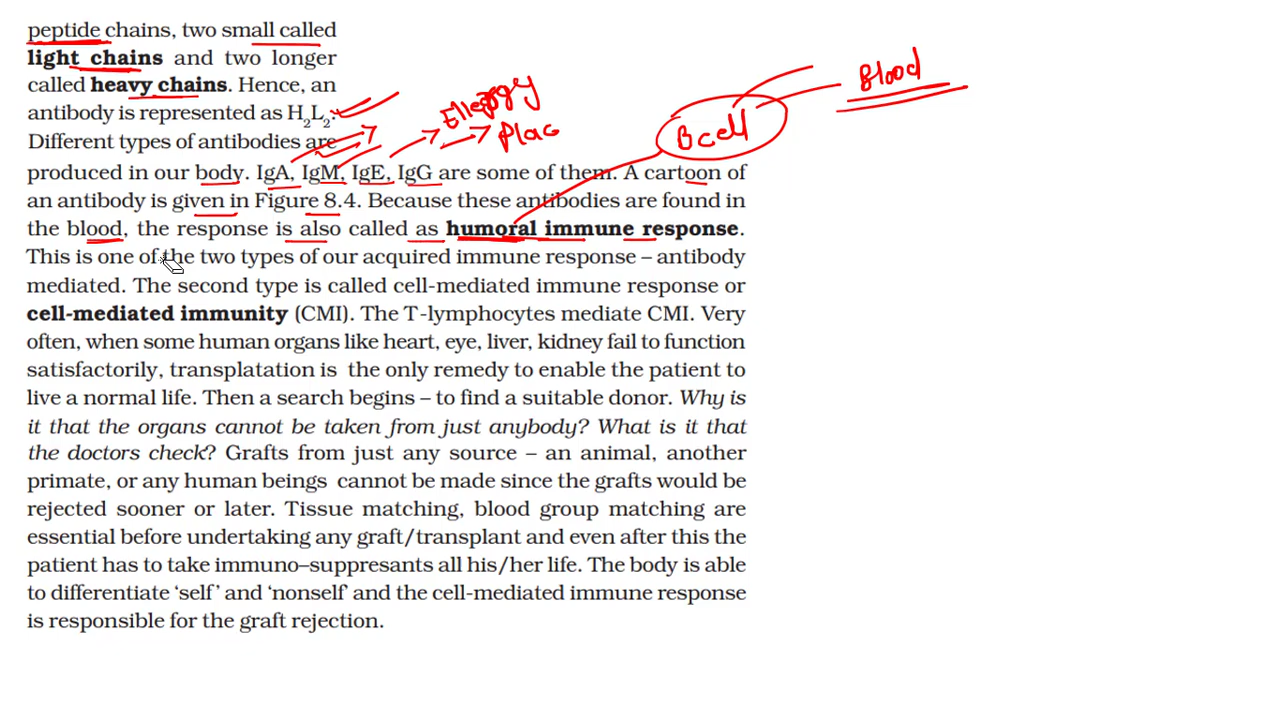 peptide chains, two small called
light chains and two longer
called heavy chains. Hence, an
antibody is represented as H2L2.
Different types of antibodies are
produced in our body. IgA, IgM, IgE, IgG are some of them. A cartoon of
an antibody is given in Figure 8.4. Because these antibodies are found in
the blood, the response is also called as humoral immune response.
This is one of the two types of our acquired immune response – antibody
mediated. The second type is called cell-mediated immune response or
cell-mediated immunity (CMI). The T-lymphocytes mediate CMI. Very
often, when some human organs like heart, eye, liver, kidney fail to function
satisfactorily, transplatation is the only remedy to enable the patient to
live a normal life. Then a search begins – to find a suitable donor. Why is
it that the organs cannot be taken from just anybody? What is it that
the doctors check? Grafts from just any source – an animal, another
primate, or any human beings cannot be made since the grafts would be
rejected sooner or later. Tissue matching, blood group matching are
essential before undertaking any graft/transplant and even after this the
patient has to take immuno–suppresants all his/her life. The body is able
to differentiate ‘self’ and ‘nonself’ and the cell-mediated immune response
is responsible for the graft rejection.
Plac
B cell
Blood